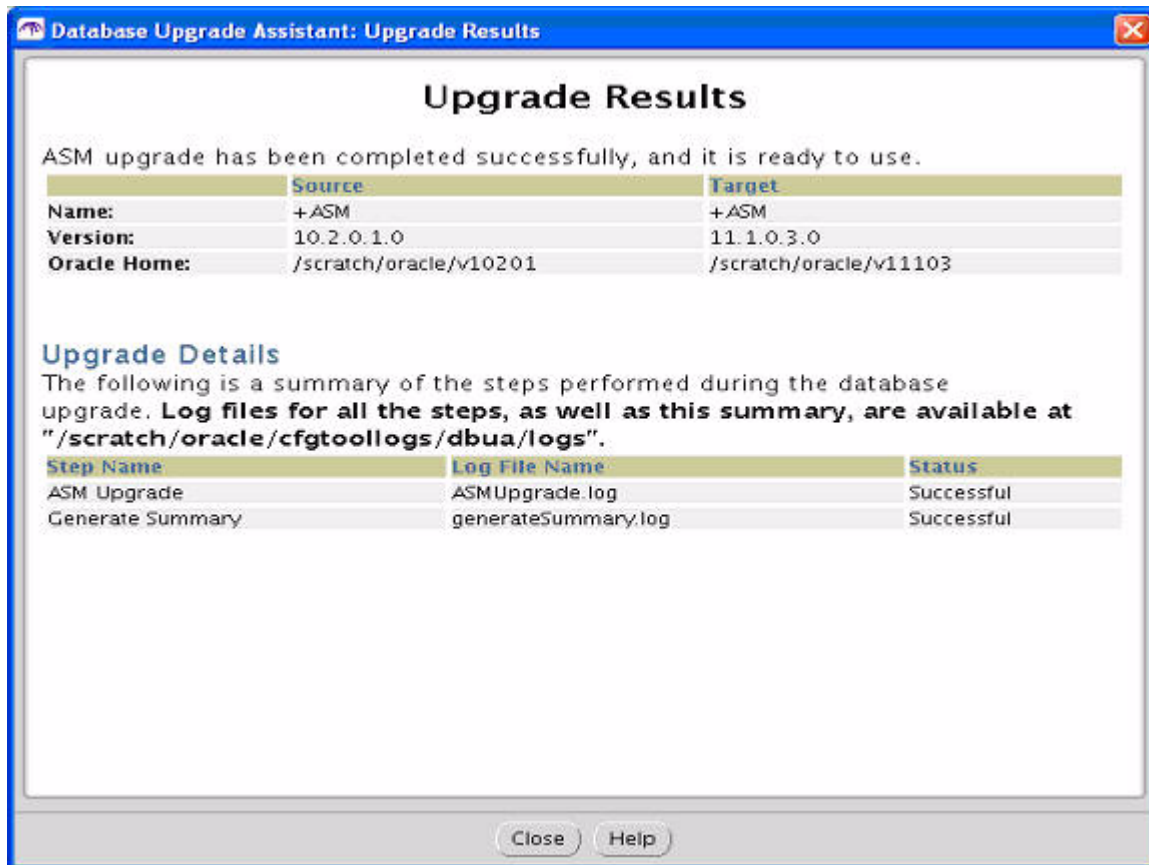 Database Upgrade Assistant: Upgrade Results
Upgrade Results
ASM upgrade has been completed successfully, and it is ready to use.
Source Target
Name: +ASM +ASM
Version: 10.2.0.1.0 11.1.0.3.0
Oracle Home: /scratch/oracle/v10201 /scratch/oracle/v11103
Upgrade Details
The following is a summary of the steps performed during the database
upgrade. Log files for all the steps, as well as this summary, are available at
"/scratch/oracle/cfgtoollogs/dbua/logs".
Step Name Log File Name Status
ASM Upgrade ASMUpgrade.log Successful
Generate Summary generateSummary.log Successful
Close Help